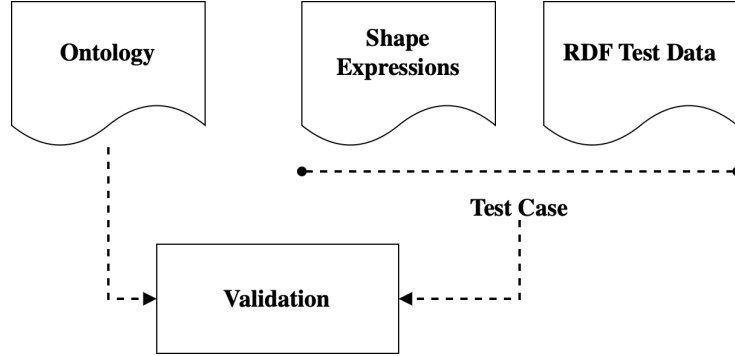 Ontology
Shape
Expressions
RDF Test Data
Test Case
Validation